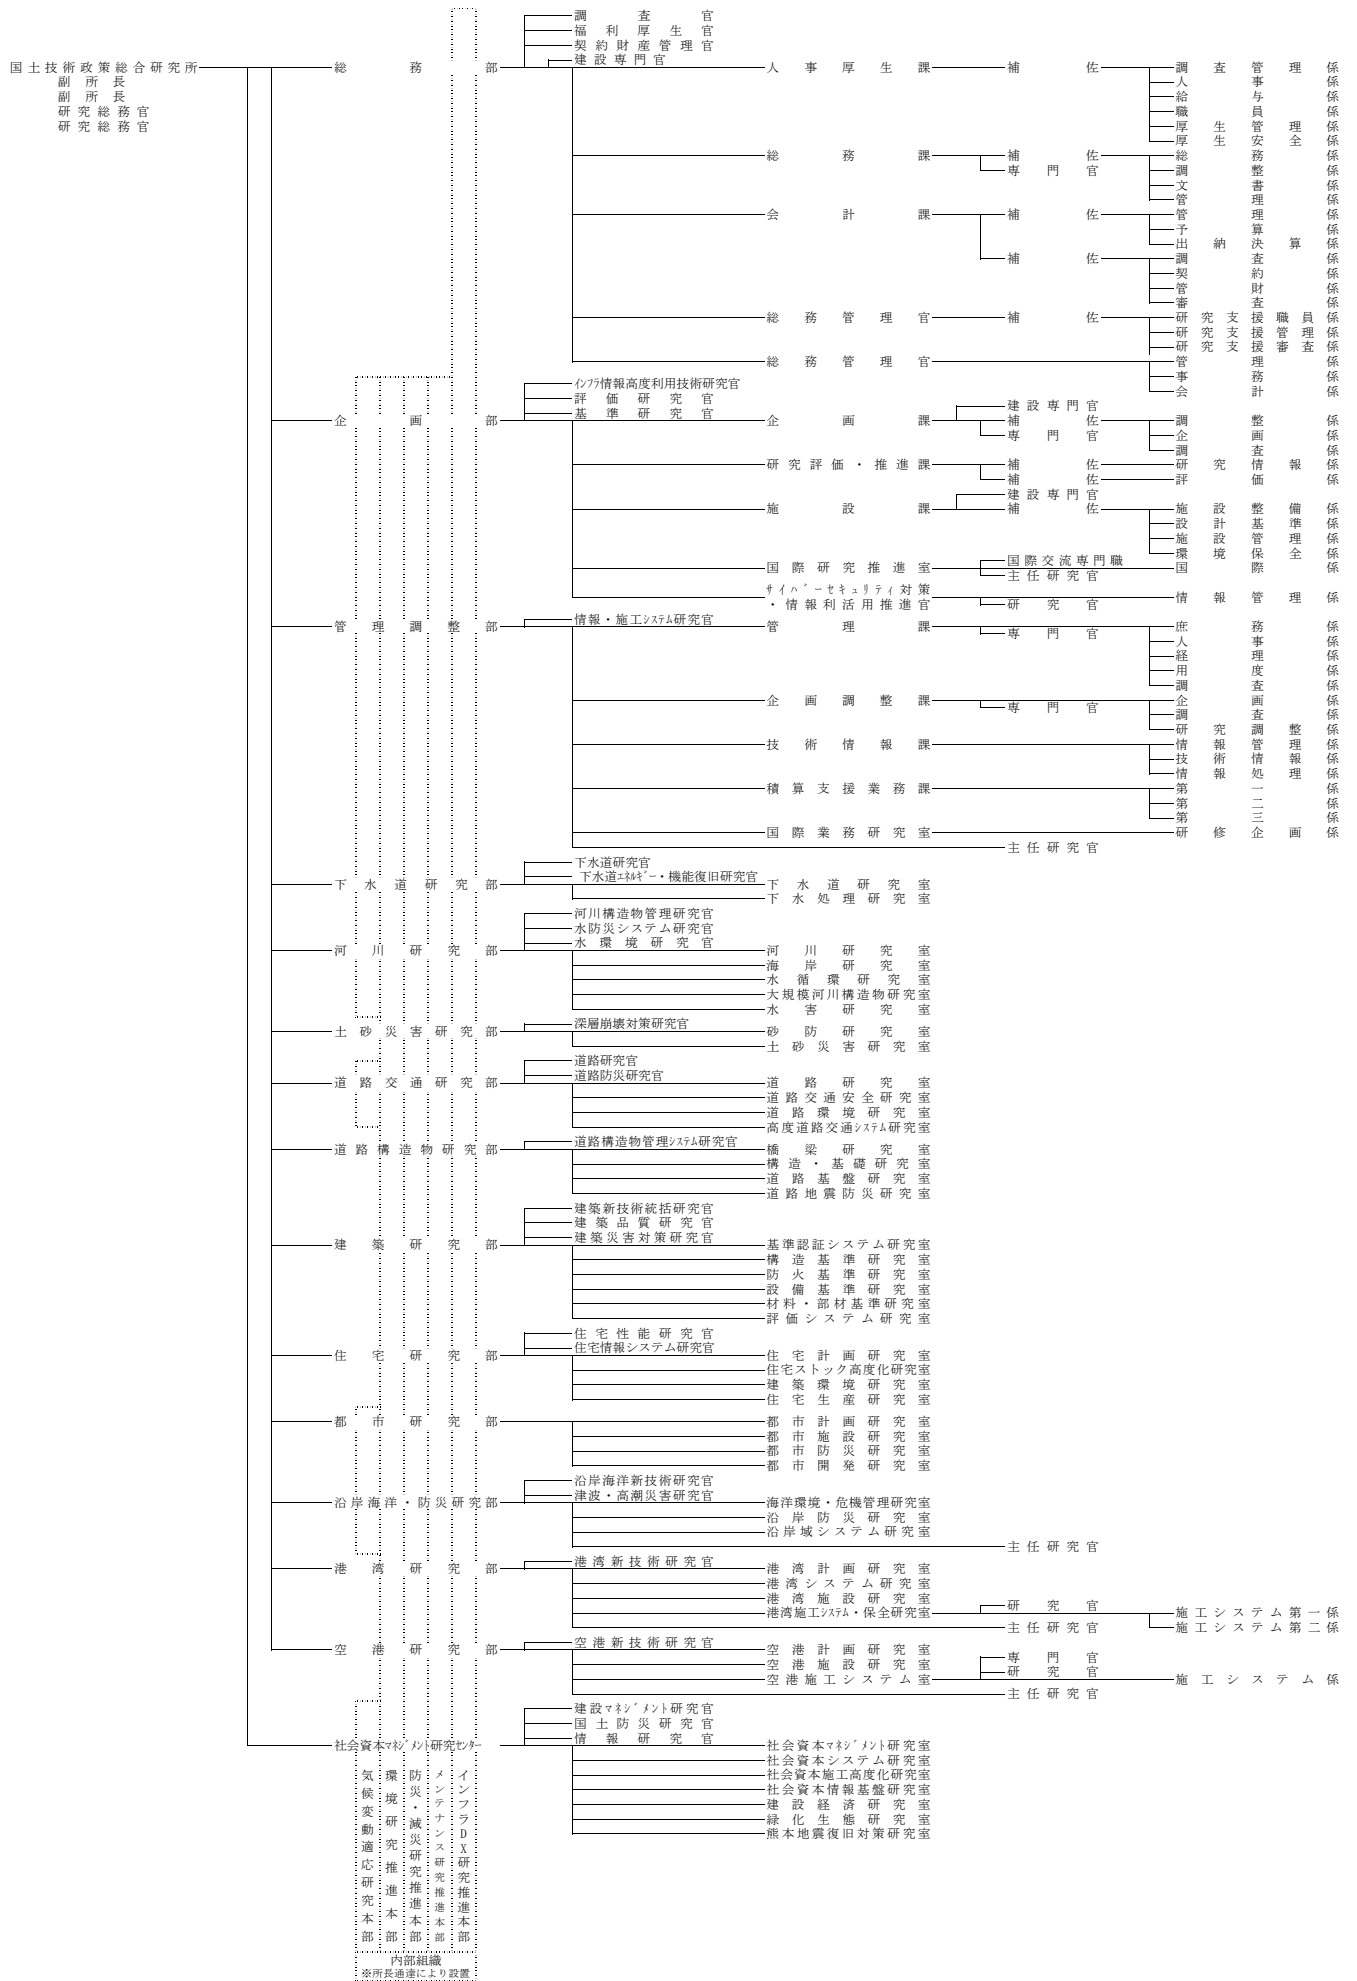 調査官
福利厚生官
契約財産管理官
建設専門官
国土技術政策総合研究所 総務部 人事厚生課 補佐 調査管理係
副所長 人事係
副所長 給与係
研究総務官 職員係
研究総務官 厚生管理係
厚生安全係
総務課 補佐 総務係
専門官 調整係
文書係
管理係
会計課 補佐 管理係
予算係
出納決算係
補佐 調査係
契約係
管財係
審査係
総務管理官 補佐 研究支援職員係
研究支援管理係
研究支援審査係
総務管理官 管理係
事務係
会計係
インフラ情報高度利用技術研究官
評価研究官
基準研究官
建設専門官
企画部 企画課 補佐 調整係
専門官 企画係
調査係
研究評価・推進課 補佐 研究情報係
補佐 評価係
建設専門官
施設課 補佐 施設整備係
設計基準係
施設管理係
環境保全係
国際交流専門職
国際研究推進室 国際係
主任研究官
サイバーセキュリティ対策
・情報利活用推進官 研究官 情報管理係
情報・施工システム研究官
管理調整部 管理課 専門官 庶務係
人事係
経理係
用度係
調査係
企画調整課 専門官 企画係
調査係
研究調整係
技術情報課 情報管理係
技術情報係
情報処理係
積算支援業務課 第一係
第二係
第三係
国際業務研究室 研修企画係
主任研究官
下水道研究官
下水道エネルギー・機能復旧研究官
下水道研究部 下水道研究室
下水処理研究室
河川構造物管理研究官
水防災システム研究官
水環境研究官
河川研究部 河川研究室
海岸研究室
水循環研究室
大規模河川構造物研究室
水害研究室
深層崩壊対策研究官
土砂災害研究部 砂防研究室
土砂災害研究室
道路研究官
道路防災研究官
道路交通研究部 道路研究室
道路交通安全研究室
道路環境研究室
高度道路交通システム研究室
道路構造物管理システム研究官
道路構造物研究部 橋梁研究室
構造・基礎研究室
道路基盤研究室
道路地震防災研究室
建築新技術統括研究官
建築品質研究官
建築災害対策研究官
建築研究部 基準認証システム研究室
構造基準研究室
防火基準研究室
設備基準研究室
材料・部材基準研究室
評価システム研究室
住宅性能研究官
住宅情報システム研究官
住宅研究部 住宅計画研究室
住宅ストック高度化研究室
建築環境研究室
住宅生産研究室
都市研究部 都市計画研究室
都市施設研究室
都市防災研究室
都市開発研究室
沿岸海洋新技術研究官
津波・高潮災害研究官
沿岸海洋・防災研究部 海洋環境・危機管理研究室
沿岸防災研究室
沿岸域システム研究室
主任研究官
港湾新技術研究官
港湾研究部 港湾計画研究室
港湾システム研究室
港湾施設研究室
研究官
港湾施工システム・保全研究室 施工システム第一係
主任研究官 施工システム第二係
空港新技術研究官
空港研究部 空港計画研究室
専門官
空港施設研究室 研究官
空港施工システム室 施工システム係
主任研究官
建設マネジメント研究官
国土防災研究官
情報研究官
社会資本マネジメント研究センター 社会資本マネジメント研究室
社会資本システム研究室
社会資本施工高度化研究室
社会資本情報基盤研究室
建設経済研究室
緑化生態研究室
熊本地震復旧対策研究室
気候変動適応研究本部
環境研究推進本部
防災・減災研究推進本部
メンテナンス研究推進本部
インフラDX研究推進本部
内部組織
※所長通達により設置